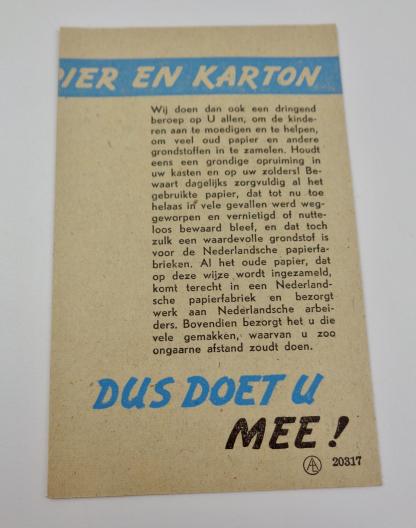 PIER EN KARTON
Wij doen dan ook een dringend
beroep op U allen, om de kinde-
ren aan te moedigen en te helpen,
om veel oud papier en andere
grondstoffen in te zamelen. Houdt
eens een grondige opruiming in
uw kasten en op uw zolders! Be-
waart dagelijks zorgvuldig al het
gebruikte papier, dat tot nu toe
helaas in vele gevallen werd weg-
geworpen en vernietigd of nutte-
loos bewaard bleef, en dat toch
zulk een waardevolle grondstof is
voor de Nederlandsche papierfa-
brieken. Al het oude papier, dat
op deze wijze wordt ingezameld,
komt terecht in een Nederland-
sche papierfabriek en bezorgt
werk aan Nederlandsche arbei-
ders. Bovendien bezorgt het u die
vele gemakken, waarvan u zoo
ongaarne afstand zoudt doen.
DUS DOET U
MEE!
20317